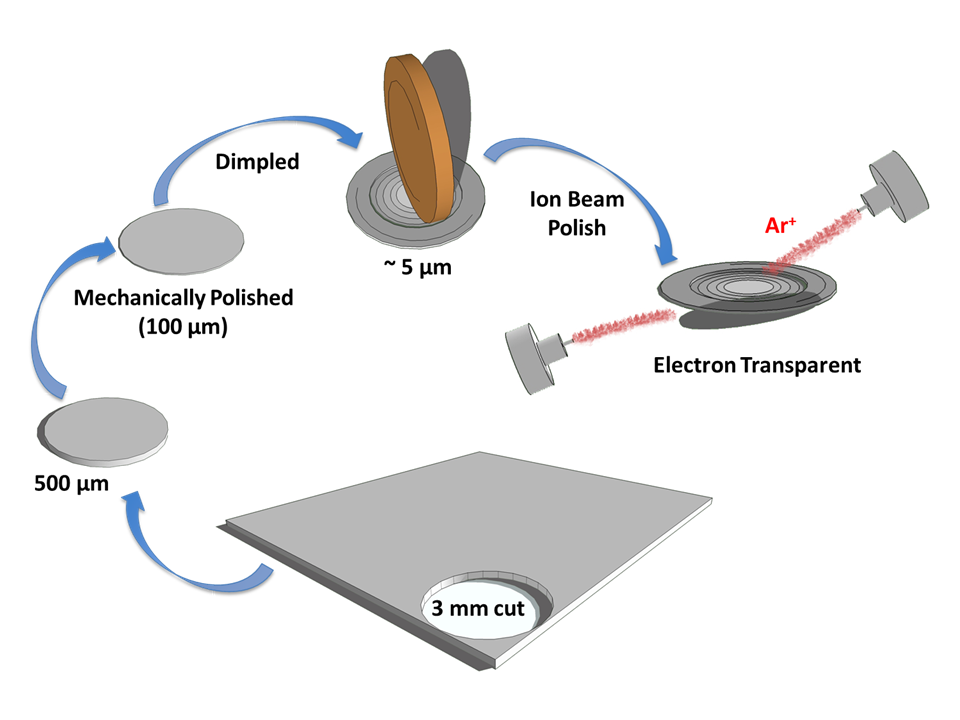 Dimpled
Ion Beam
Polish
Ar⁺
~ 5 µm
Mechanically Polished
(100 µm)
Electron Transparent
500 µm
3 mm cut